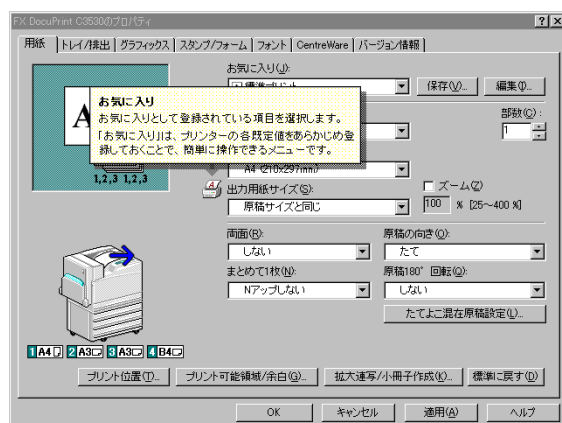 FX DocuPrint C3530のプロパティ
用紙 トレイ/排出 グラフィックス スタンプ/フォーム フォント CentreWare バージョン情報
お気に入り(J):
保存(V)... 編集(I)...
お気に入り
お気に入りとして登録されている項目を選択します。
「お気に入り」は、プリンターの各既定値をあらかじめ登
録しておくことで、簡単に操作できるメニューです。
部数(C):
1
A
1,2,3 1,2,3
A4 (210x297mm)
出力用紙サイズ(S):
原稿サイズと同じ
ズーム(Z)
100 % [25～400 %]
両面(R):
しない
原稿の向き(O):
たて
まとめて1枚(N):
Nアップしない
原稿180° 回転(Q):
しない
たてよこ混在原稿設定(L)...
1 A4 2 A3 3 A3 4 B4
プリント位置(T)... プリント可能領域/余白(G)... 拡大連写/小冊子作成(K)... 標準に戻す(D)
OK キャンセル 適用(A) ヘルプ